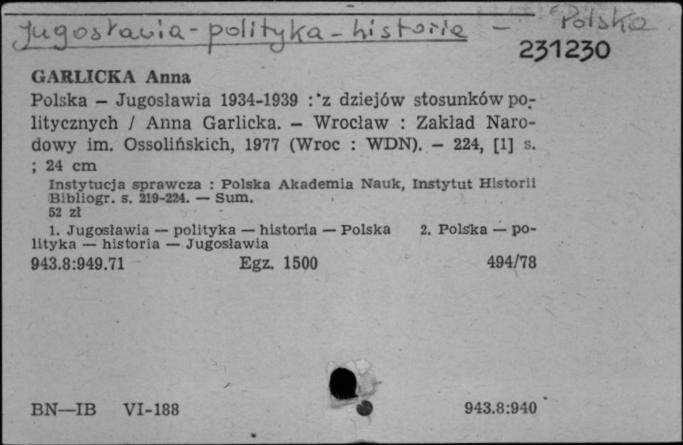 Jugosłavia - polityka - historia - Polska
231230
GARLICKA Anna
Polska — Jugosławia 1934-1939 : z dziejów stosunków po-
litycznych / Anna Garlicka. — Wrocław : Zakład Naro-
dowy im. Ossolińskich, 1977 (Wroc : WDN). — 224, [1] s.
; 24 cm
Instytucja sprawcza : Polska Akademia Nauk, Instytut Historii
Bibliogr. s. 219-224. — Sum.
52 zł
1. Jugosławia — polityka — historia — Polska 2. Polska — po-
lityka — historia — Jugosławia
943.8:949.71 Egz. 1500 494/78
BN—IB VI-188 943.8:940